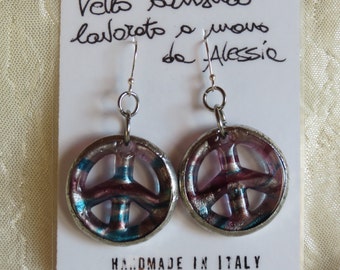 Vetro
lavorato a mano
da Alessia
HANDMADE IN ITALY